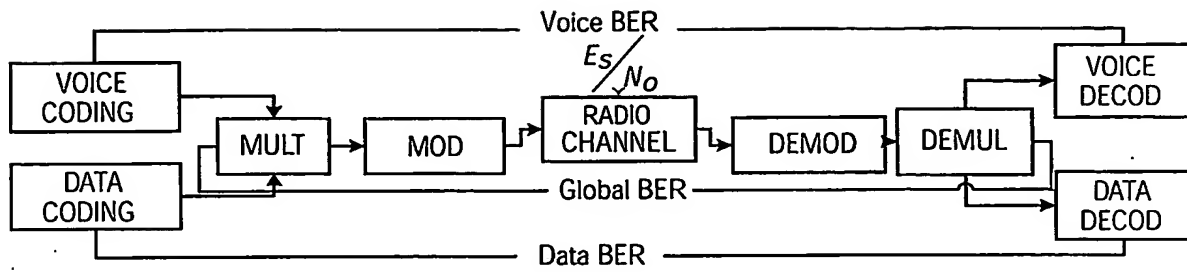 Voice BER
Es/No
VOICE
CODING
VOICE
DECOD
MULT
MOD
RADIO
CHANNEL
DEMOD
DEMUL
DATA
CODING
Global BER
DATA
DECOD
Data BER